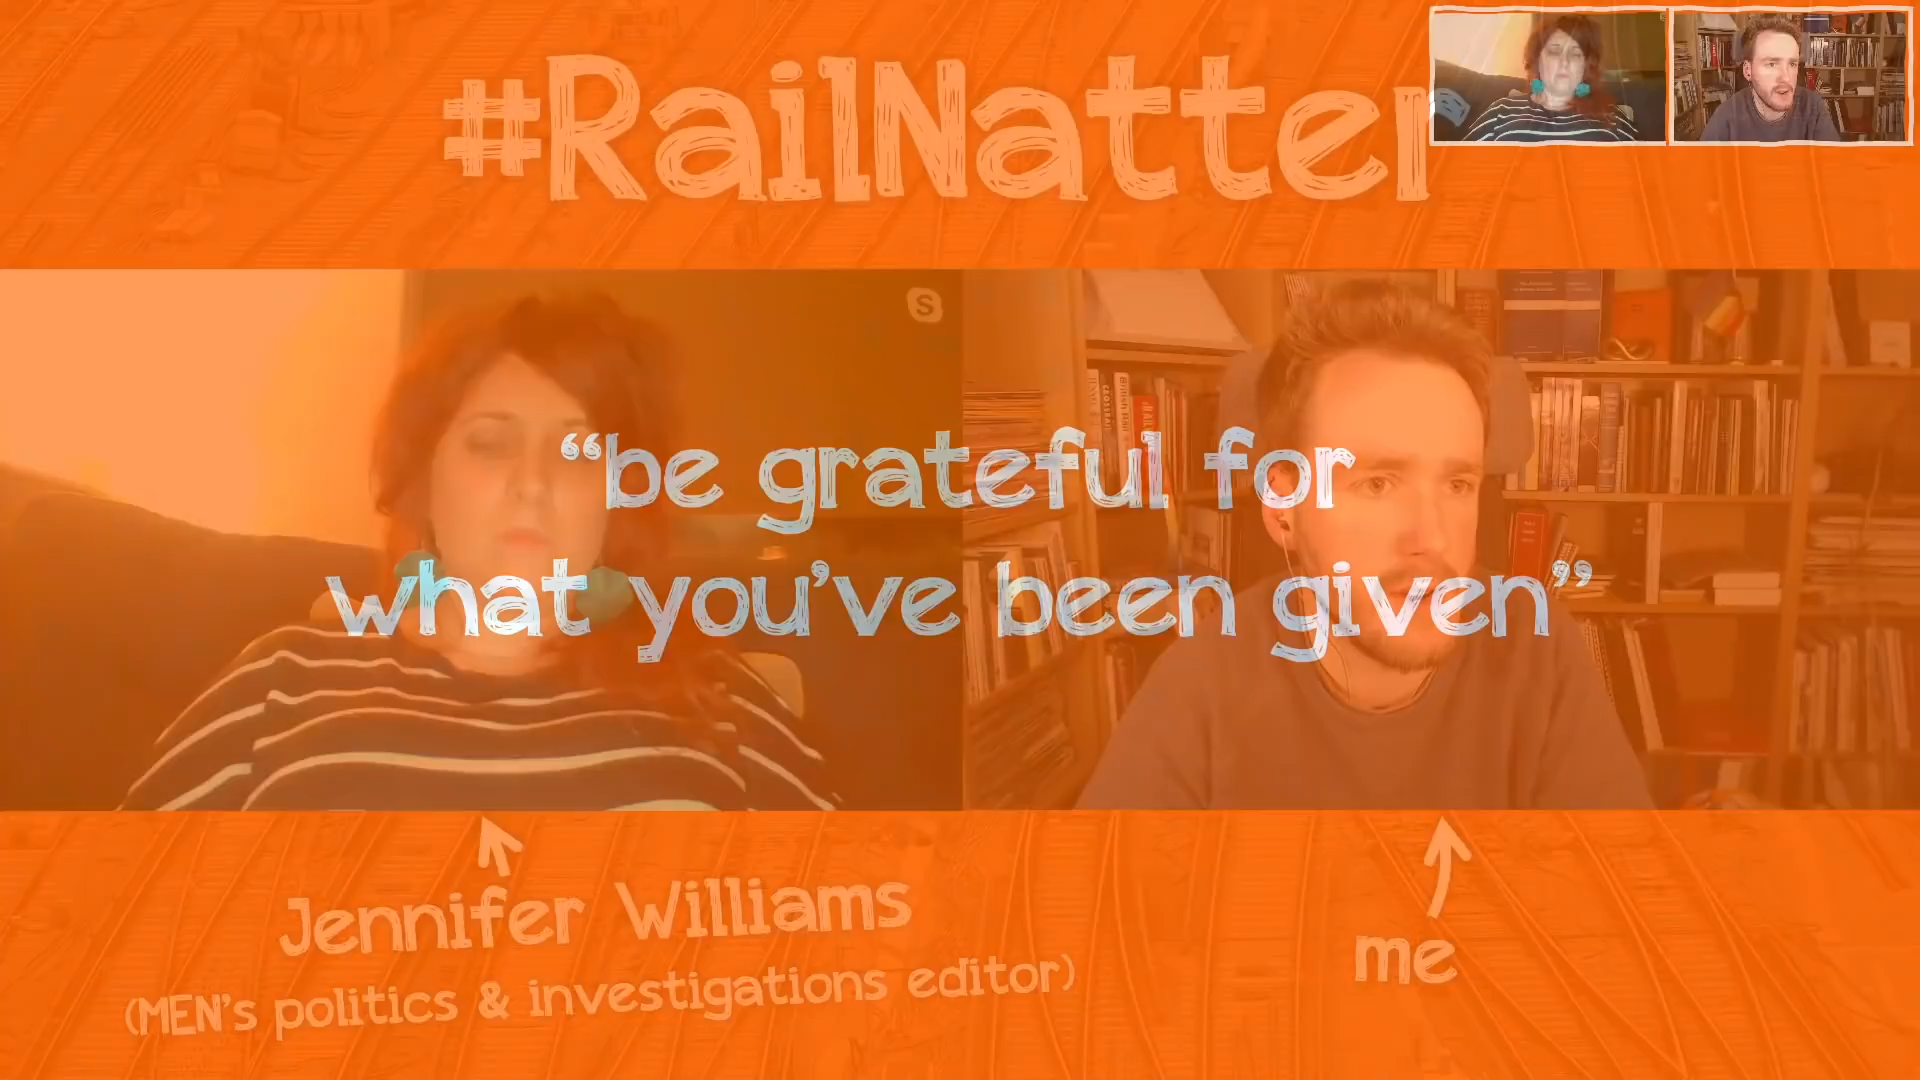 #RailNatter
“be grateful for
what you’ve been given”
Jennifer Williams
(MEN’s politics & investigations editor)
me